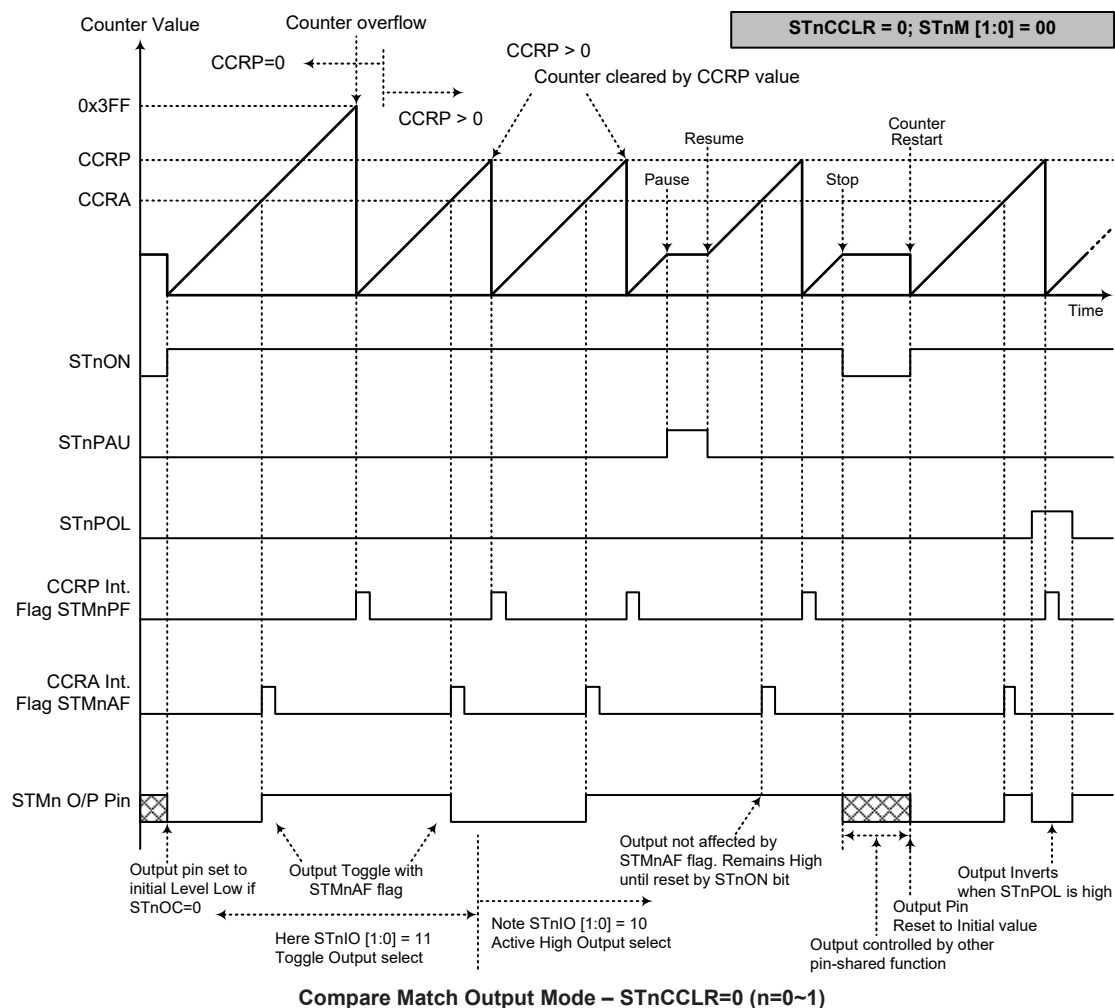 Counter Value
Counter overflow
STnCCLR = 0; STnM [1:0] = 00
CCRP=0
CCRP > 0
CCRP > 0
Counter cleared by CCRP value
0x3FF
CCRP
CCRA
Pause
Resume
Stop
Counter
Restart
Time
STnON
STnPAU
STnPOL
CCRP Int.
Flag STMnPF
CCRA Int.
Flag STMnAF
STMn O/P Pin
Output pin set to
initial Level Low if
STnOC=0
Output Toggle with
STMnAF flag
Here STnIO [1:0] = 11
Toggle Output select
Note STnIO [1:0] = 10
Active High Output select
Output not affected by
STMnAF flag. Remains High
until reset by STnON bit
Output controlled by other
pin-shared function
Output Pin
Reset to Initial value
Output Inverts
when STnPOL is high
Compare Match Output Mode – STnCCLR=0 (n=0~1)